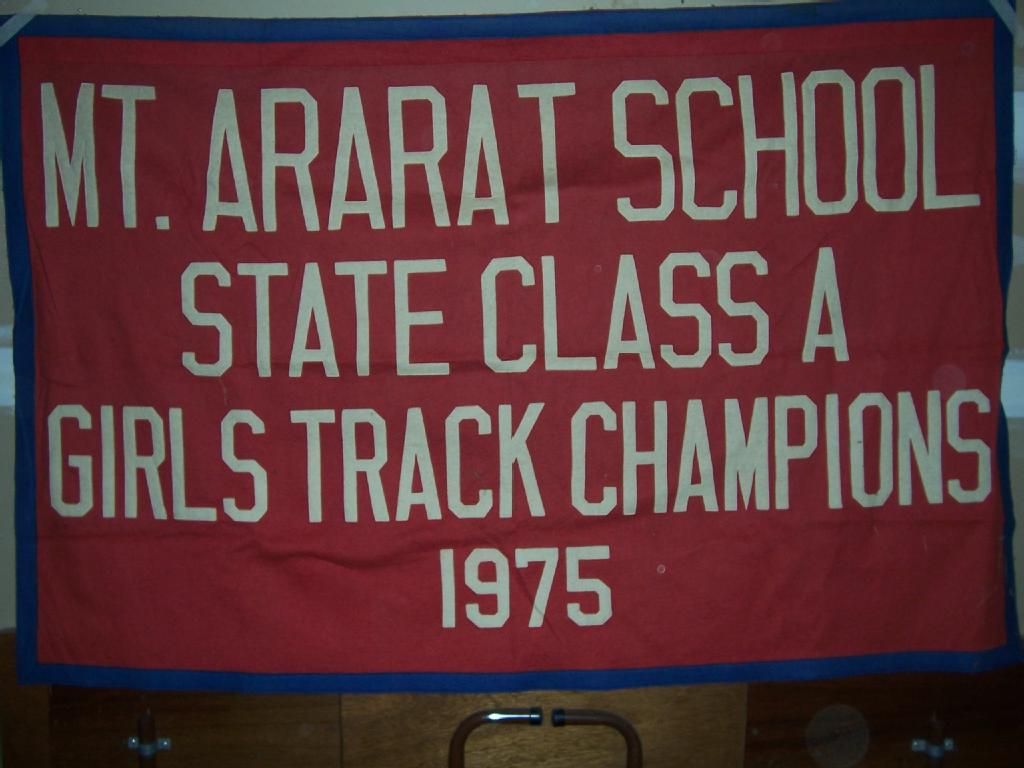 MT. ARARAT SCHOOL
STATE CLASS A
GIRLS TRACK CHAMPIONS
1975